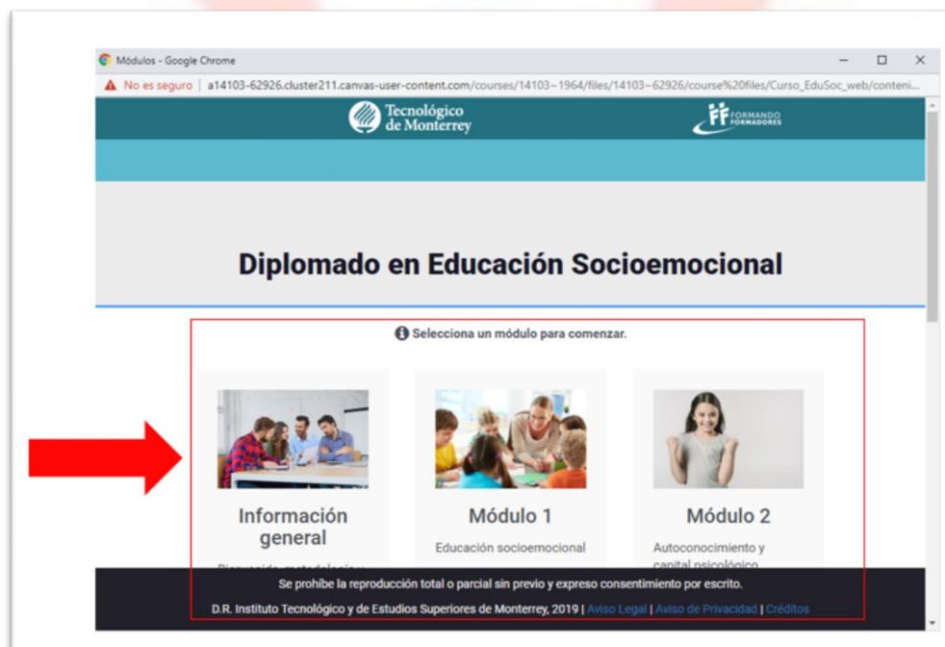 Módulos - Google Chrome
No es seguro | a14103-62926.cluster211.canvas-user-content.com/courses/14103~1964/files/14103~62926/course%20files/Curso_EduSoc_web/conteni...
Tecnológico
de Monterrey
FORMANDO
FORMADORES
Diplomado en Educación Socioemocional
Selecciona un módulo para comenzar.
Información
general
Módulo 1
Educación socioemocional
Módulo 2
Autoconocimiento y
capital psicológico
Se prohíbe la reproducción total o parcial sin previo y expreso consentimiento por escrito.
D.R. Instituto Tecnológico y de Estudios Superiores de Monterrey, 2019 | Aviso Legal | Aviso de Privacidad | Créditos